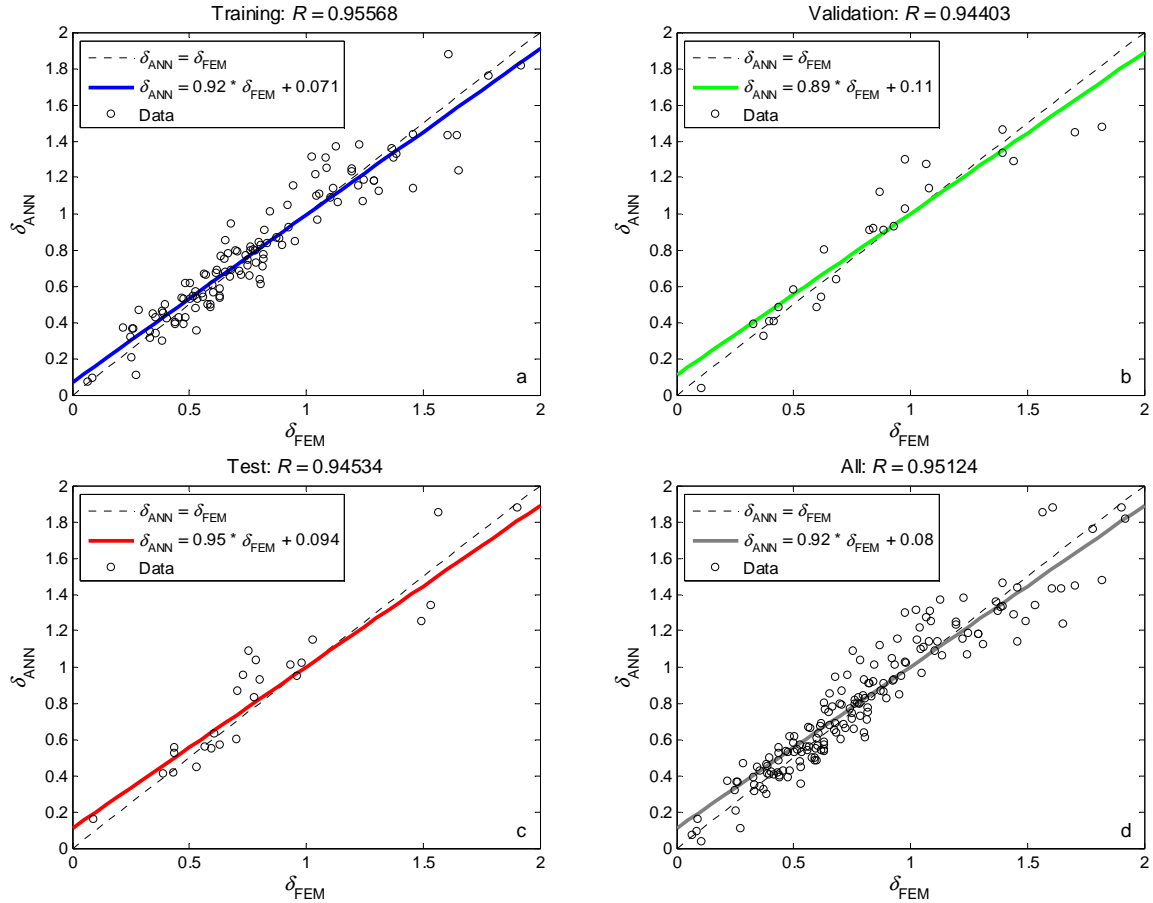 Training: R = 0.95568
2
1.8
1.6
1.4
1.2
1
0.8
0.6
0.4
0.2
0
δANN
δANN = δFEM
δANN = 0.92 * δFEM + 0.071
Data
a
0 0.5 1 1.5 2
δFEM
Validation: R = 0.94403
2
1.8
1.6
1.4
1.2
1
0.8
0.6
0.4
0.2
0
δANN
δANN = δFEM
δANN = 0.89 * δFEM + 0.11
Data
b
0 0.5 1 1.5 2
δFEM
Test: R = 0.94534
2
1.8
1.6
1.4
1.2
1
0.8
0.6
0.4
0.2
0
δANN
δANN = δFEM
δANN = 0.95 * δFEM + 0.094
Data
c
0 0.5 1 1.5 2
δFEM
All: R = 0.95124
2
1.8
1.6
1.4
1.2
1
0.8
0.6
0.4
0.2
0
δANN
δANN = δFEM
δANN = 0.92 * δFEM + 0.08
Data
d
0 0.5 1 1.5 2
δFEM